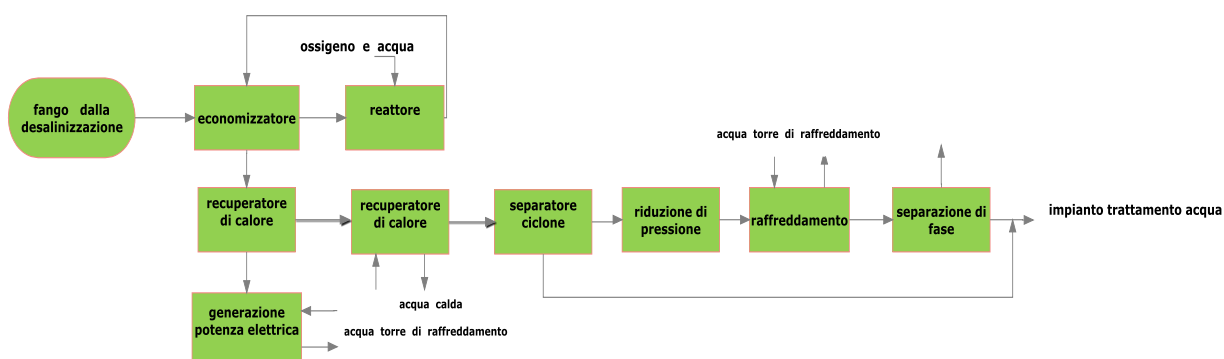 ossigeno e acqua
fango dalla
desalinizzazione
economizzatore
reattore
acqua torre di raffreddamento
recuperatore
di calore
recuperatore
di calore
separatore
ciclone
riduzione di
pressione
raffreddamento
separazione di
fase
impianto trattamento acqua
generazione
potenza elettrica
acqua calda
acqua torre di raffreddamento